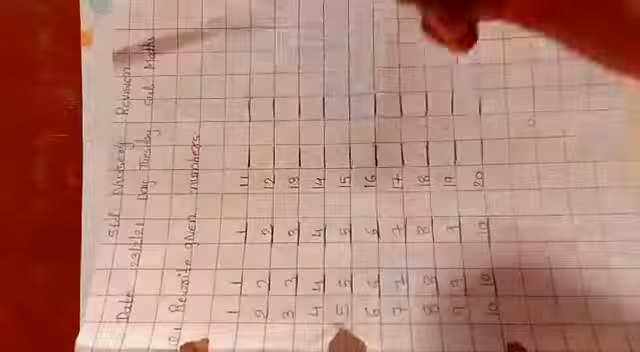 Std Nursery Revision
Date 23/2/21 Day Tuesday Sub Maths
Q.1 Rewrite given numbers.
1 1 1 11
2 2 2 12
3 3 3 13
4 4 4 14
5 5 5 15
6 6 6 16
7 7 7 17
8 8 8 18
9 9 9 19
10 10 10 20